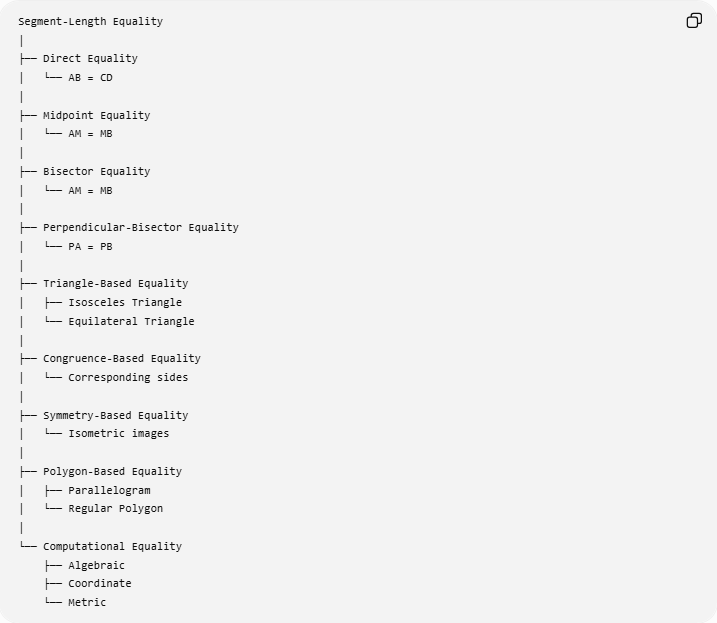 Segment-Length Equality
│
├── Direct Equality
│   └── AB = CD
│
├── Midpoint Equality
│   └── AM = MB
│
├── Bisector Equality
│   └── AM = MB
│
├── Perpendicular-Bisector Equality
│   └── PA = PB
│
├── Triangle-Based Equality
│   ├── Isosceles Triangle
│   └── Equilateral Triangle
│
├── Congruence-Based Equality
│   └── Corresponding sides
│
├── Symmetry-Based Equality
│   └── Isometric images
│
├── Polygon-Based Equality
│   ├── Parallelogram
│   └── Regular Polygon
│
└── Computational Equality
    ├── Algebraic
    ├── Coordinate
    └── Metric